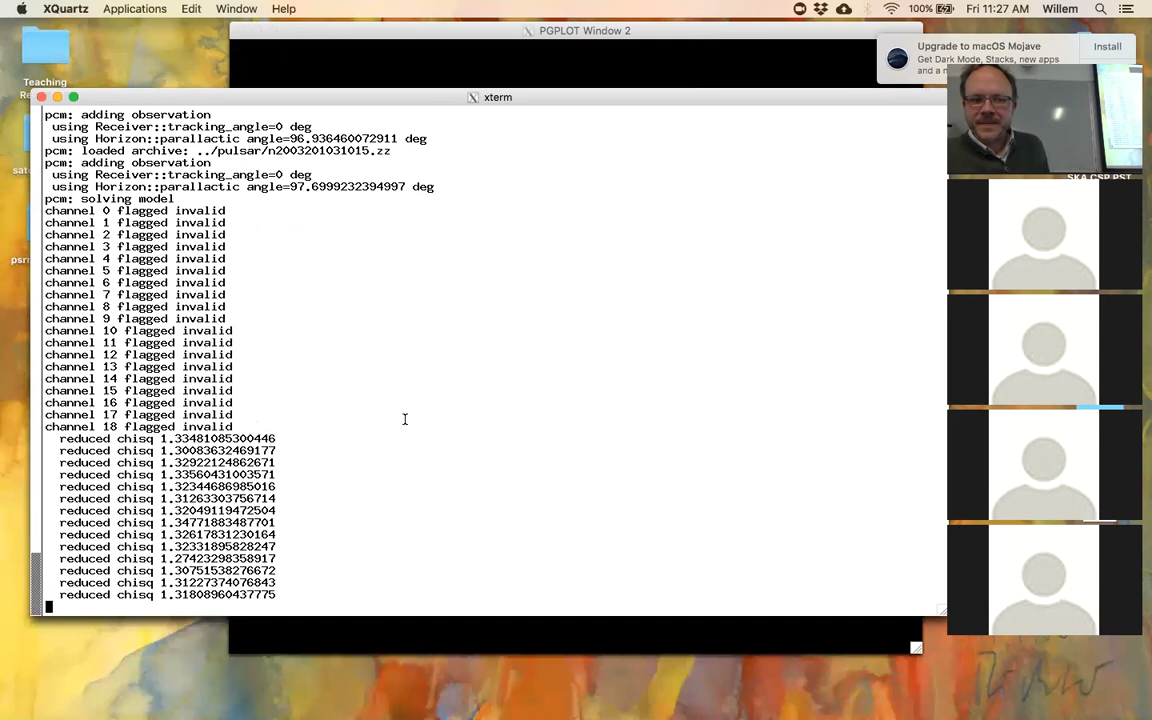 XQuartz Applications Edit Window Help
100% Fri 11:27 AM Willem
PGPLOT Window 2
Upgrade to macOS Mojave
Get Dark Mode, Stacks, new apps
and a
Install
Teaching
xterm
pcm: adding observation
using Receiver::tracking_angle=0 deg
using Horizon::parallactic angle=96.936460072911 deg
pcm: loaded archive: ../pulsar/n2003201031015.zz
pcm: adding observation
using Receiver::tracking_angle=0 deg
using Horizon::parallactic angle=97.6999232394997 deg
pcm: solving model
channel 0 flagged invalid
channel 1 flagged invalid
channel 2 flagged invalid
channel 3 flagged invalid
channel 4 flagged invalid
channel 5 flagged invalid
channel 6 flagged invalid
channel 7 flagged invalid
channel 8 flagged invalid
channel 9 flagged invalid
channel 10 flagged invalid
channel 11 flagged invalid
channel 12 flagged invalid
channel 13 flagged invalid
channel 14 flagged invalid
channel 15 flagged invalid
channel 16 flagged invalid
channel 17 flagged invalid
channel 18 flagged invalid
reduced chisq 1.33481085300446
reduced chisq 1.30083632469177
reduced chisq 1.32922124862671
reduced chisq 1.33560431003571
reduced chisq 1.32344686985016
reduced chisq 1.31263303756714
reduced chisq 1.32049119472504
reduced chisq 1.34771883487701
reduced chisq 1.32617831230164
reduced chisq 1.32331895828247
reduced chisq 1.27423298358917
reduced chisq 1.30751538276672
reduced chisq 1.31227374076843
reduced chisq 1.31808960437775
SKA CSP PST